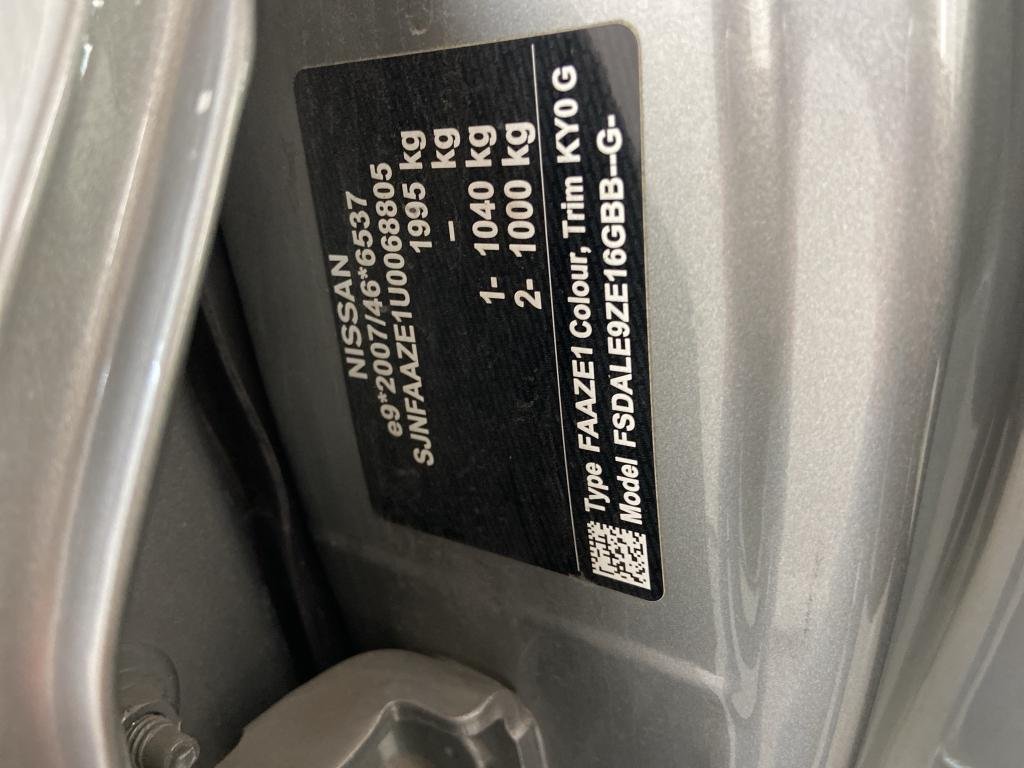 NISSAN
e9*2007/46*6537
SJNFAAZE1U0068805
1995 kg
– kg
1- 1040 kg
2- 1000 kg
Type FAAZE1 Colour, Trim KY0 G
Model FSDALE9ZE16GBB--G-